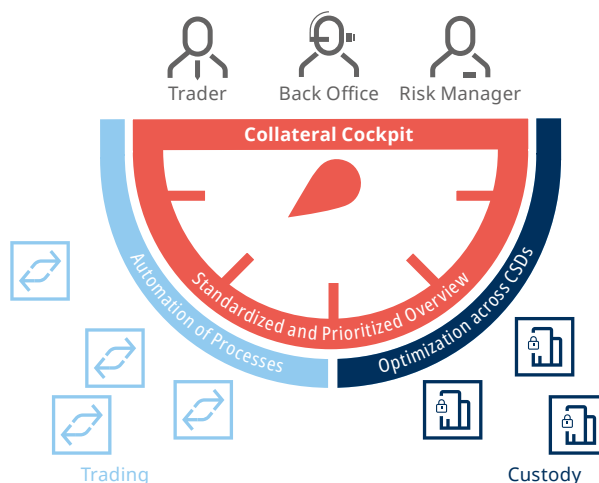 Trader
Back Office
Risk Manager
Collateral Cockpit
Standardized and Prioritized Overview
Automation of Processes
Optimization across CSDs
Trading
Custody